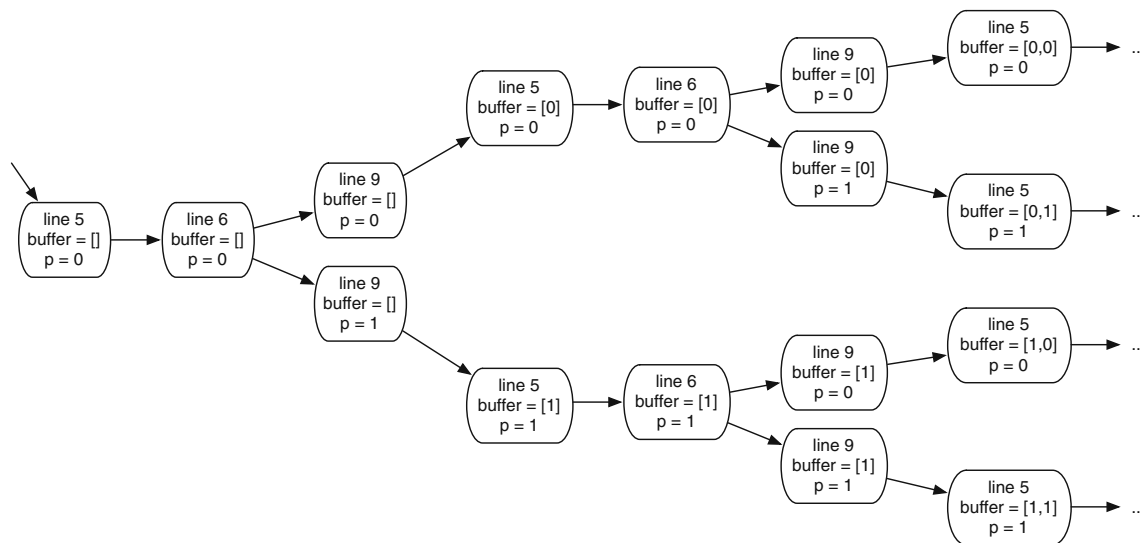 line 5
buffer = []
p = 0
line 6
buffer = []
p = 0
line 9
buffer = []
p = 0
line 9
buffer = []
p = 1
line 5
buffer = [0]
p = 0
line 6
buffer = [0]
p = 0
line 9
buffer = [0]
p = 0
line 5
buffer = [0,0]
p = 0
..
line 9
buffer = [0]
p = 1
line 5
buffer = [0,1]
p = 1
..
line 5
buffer = [1]
p = 1
line 6
buffer = [1]
p = 1
line 9
buffer = [1]
p = 0
line 5
buffer = [1,0]
p = 0
..
line 9
buffer = [1]
p = 1
line 5
buffer = [1,1]
p = 1
..